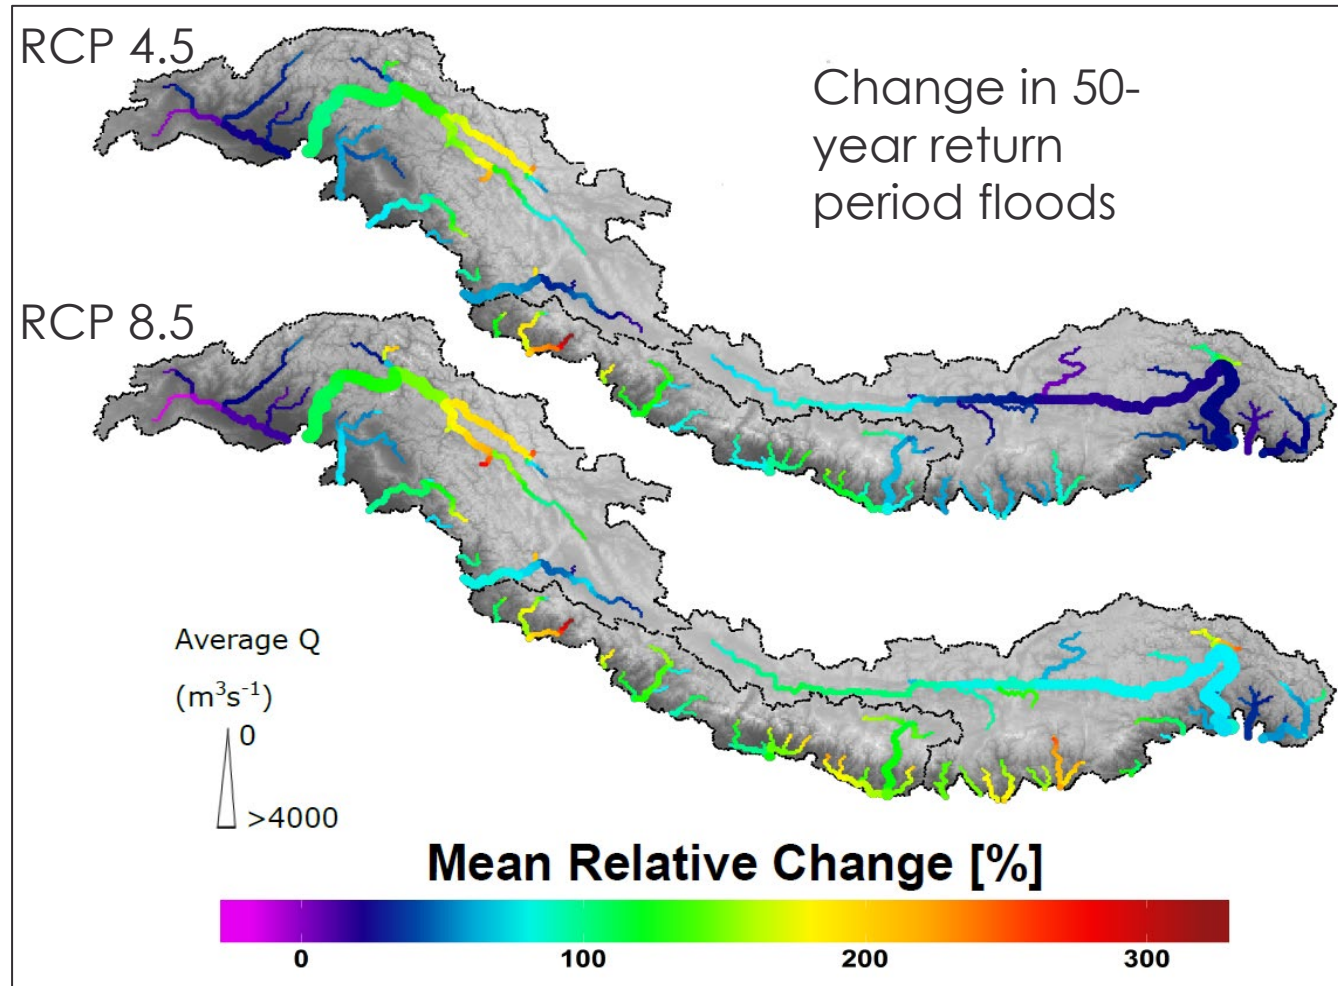 RCP 4.5
Change in 50-
year return
period floods
RCP 8.5
Average Q
(m³s⁻¹)
0
>4000
Mean Relative Change [%]
0 100 200 300